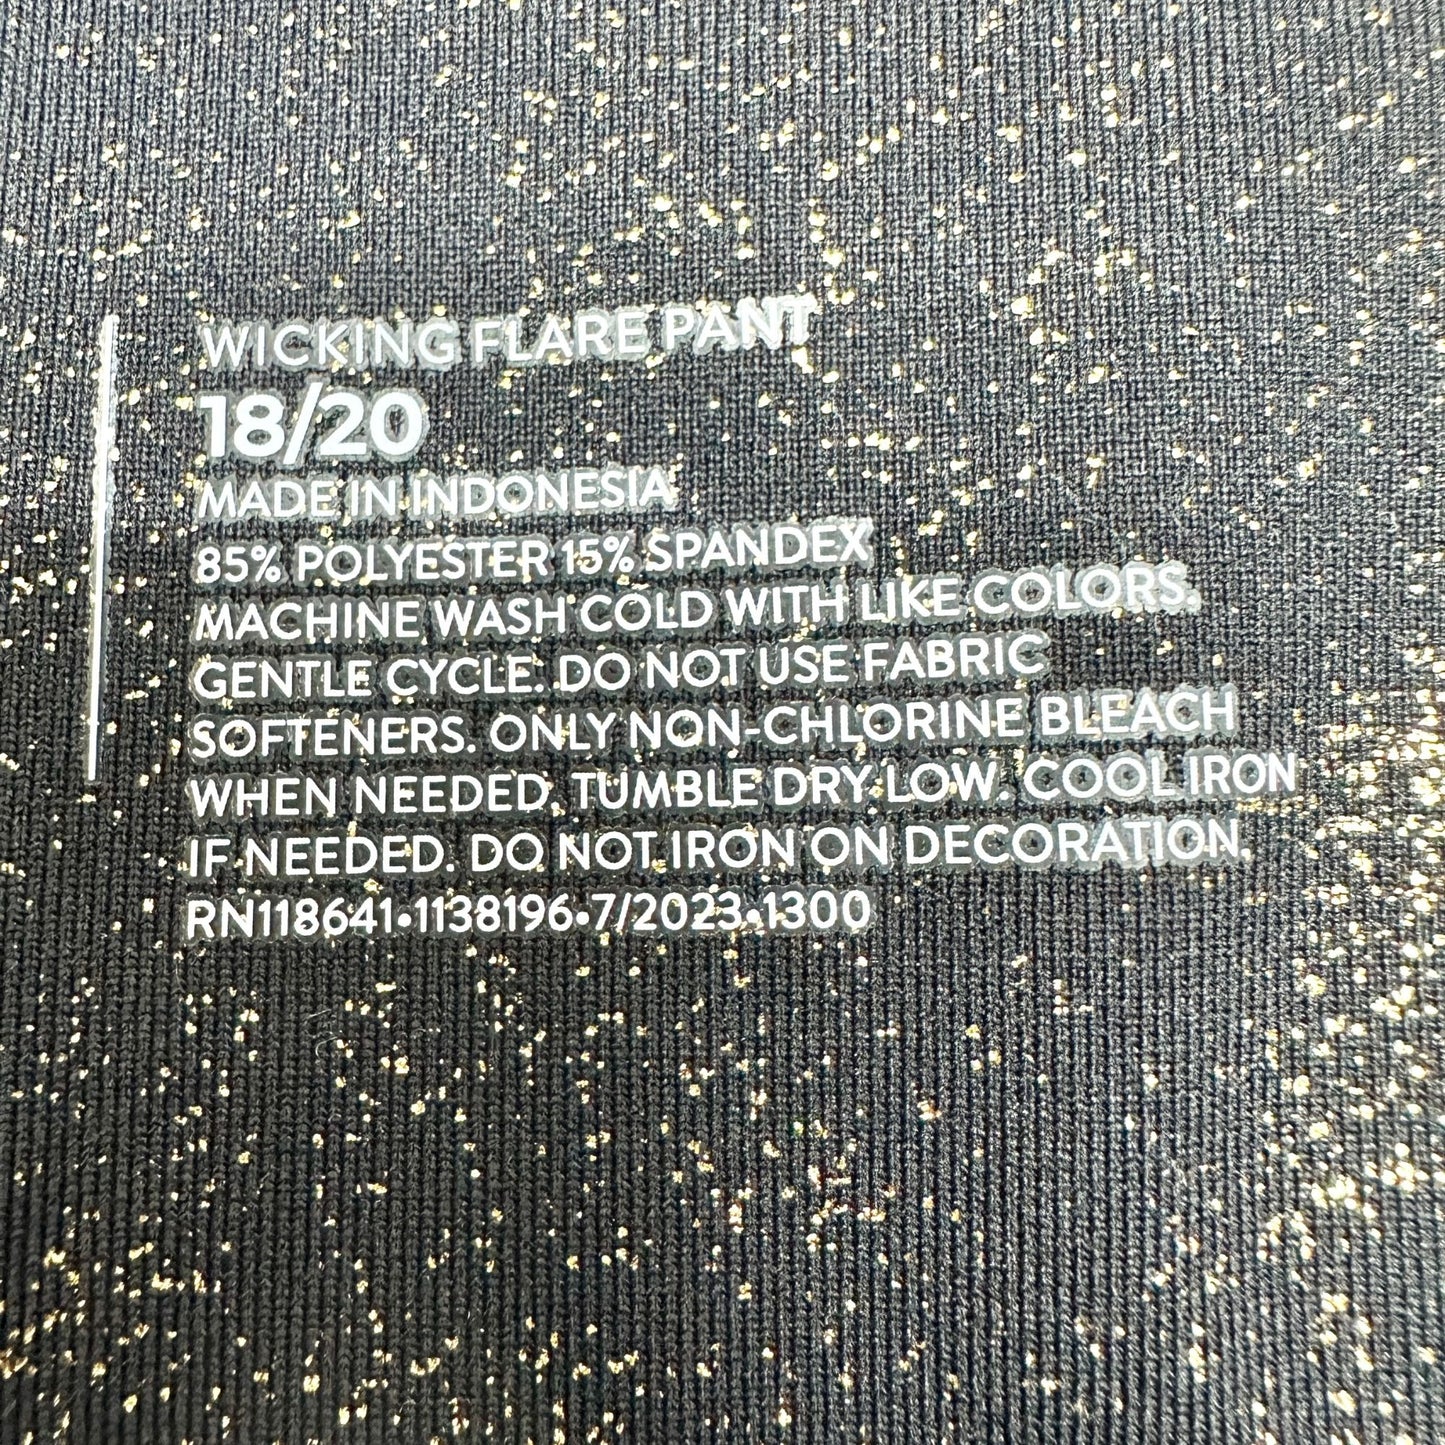 WICKING FLARE PANT
18/20
MADE IN INDONESIA
85% POLYESTER 15% SPANDEX
MACHINE WASH COLD WITH LIKE COLORS.
GENTLE CYCLE. DO NOT USE FABRIC
SOFTENERS. ONLY NON-CHLORINE BLEACH
WHEN NEEDED. TUMBLE DRY LOW. COOL IRON
IF NEEDED. DO NOT IRON ON DECORATION.
RN118641•1138196•7/2023•1300